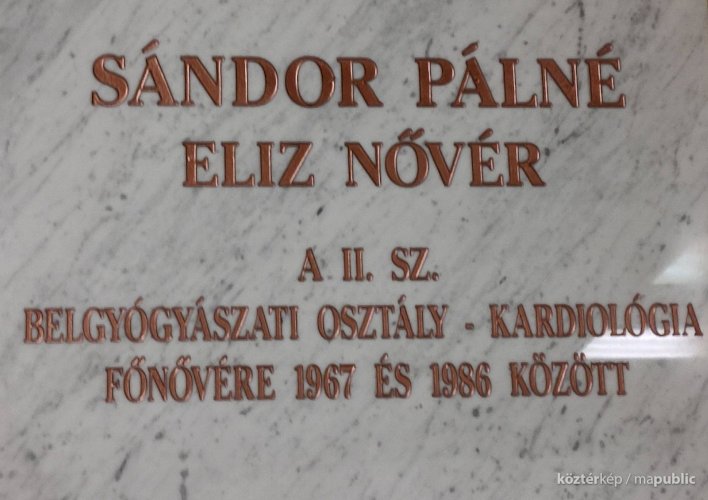 SÁNDOR PÁLNÉ
ELIZ NŐVÉR
A II. SZ.
BELGYÓGYÁSZATI OSZTÁLY - KARDIOLÓGIA
FŐNŐVÉRE 1967 ÉS 1986 KÖZÖTT
köztérkép / mapublic